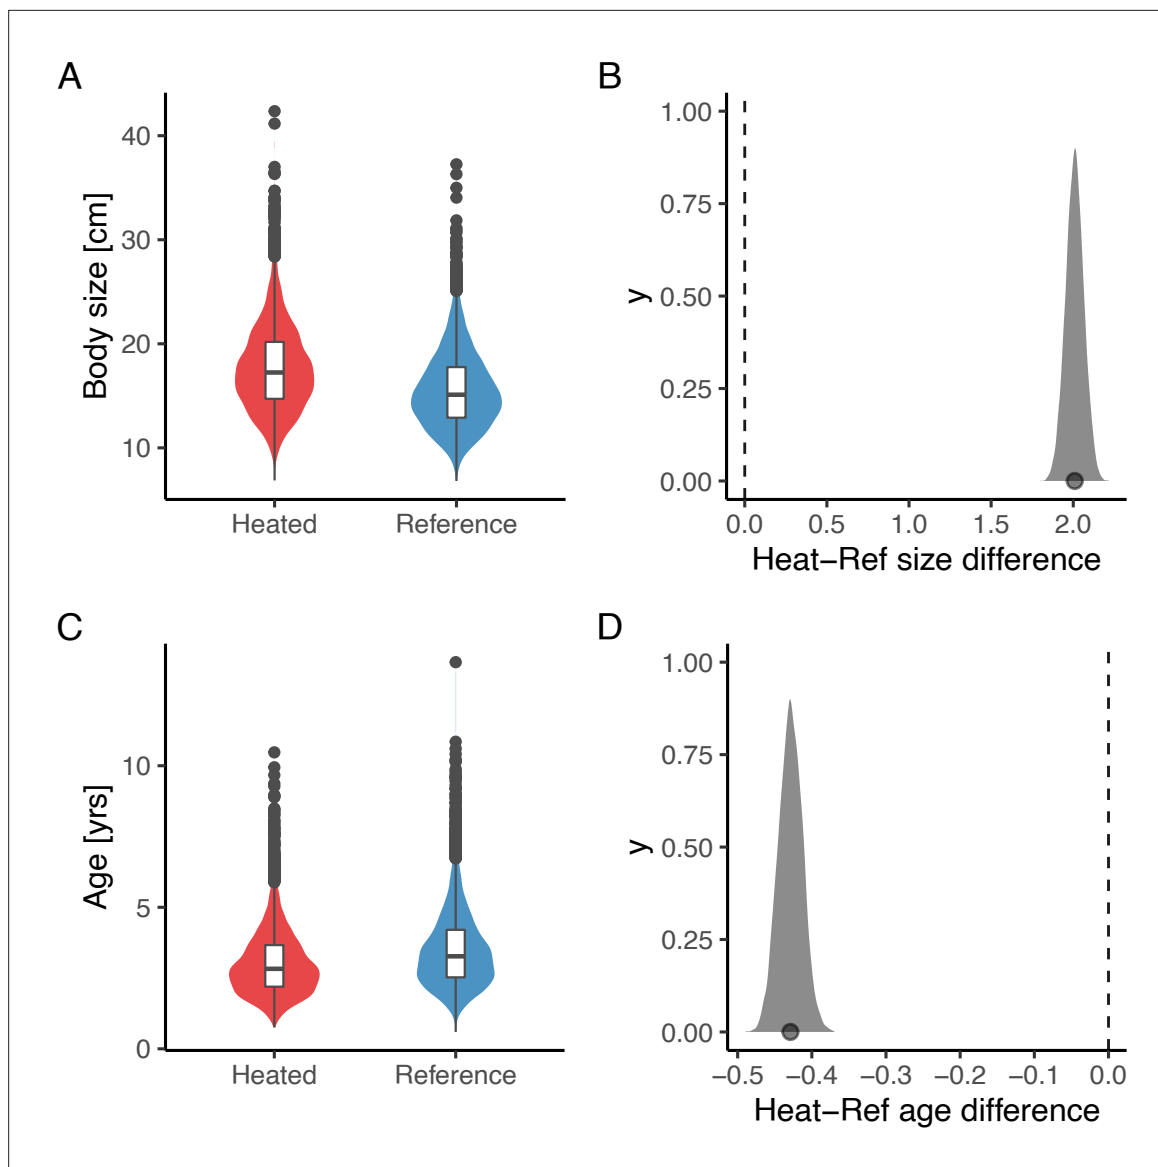 A
Body size [cm]
40
30
20
10
Heated Reference
B
y
1.00
0.75
0.50
0.25
0.00
0.0 0.5 1.0 1.5 2.0
Heat−Ref size difference
C
Age [yrs]
10
5
0
Heated Reference
D
y
1.00
0.75
0.50
0.25
0.00
−0.5 −0.4 −0.3 −0.2 −0.1 0.0
Heat−Ref age difference